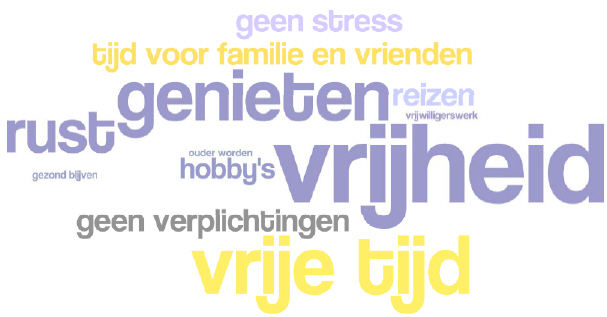 geen stress
tijd voor familie en vrienden
genieten
reizen
vrijwilligerswerk
rust
ouder worden
hobby's
vrijheid
gezond blijven
geen verplichtingen
vrije tijd